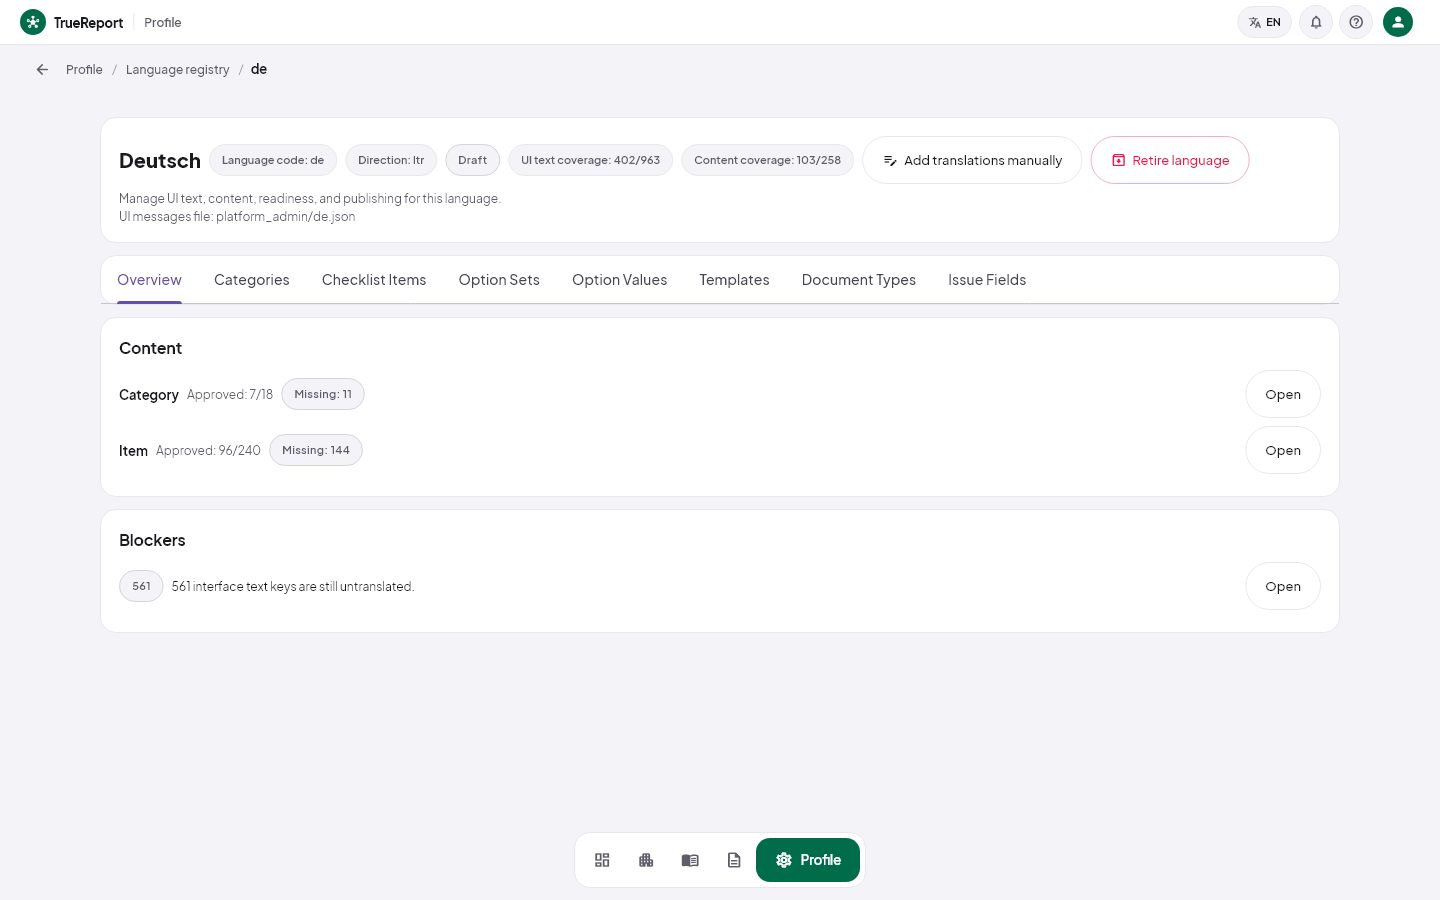 TrueReport Profile EN
Profile / Language registry / de
Deutsch Language code: de Direction: ltr Draft UI text coverage: 402/963 Content coverage: 103/258 Add translations manually Retire language
Manage UI text, content, readiness, and publishing for this language.
UI messages file: platform_admin/de.json
Overview Categories Checklist Items Option Sets Option Values Templates Document Types Issue Fields
Content
Category Approved: 7/18 Missing: 11 Open
Item Approved: 96/240 Missing: 144 Open
Blockers
561 561 interface text keys are still untranslated. Open
Profile